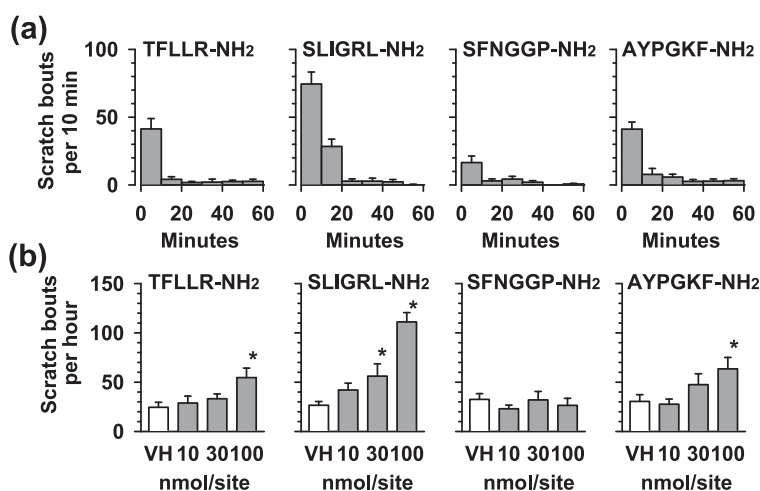 (a)
TFLLR-NH2 SLIGRL-NH2 SFNGGP-NH2 AYPGKF-NH2
Scratch bouts
per 10 min
100
50
0
0 20 40 60 0 20 40 60 0 20 40 60 0 20 40 60
Minutes Minutes Minutes Minutes
(b)
TFLLR-NH2 SLIGRL-NH2 SFNGGP-NH2 AYPGKF-NH2
Scratch bouts
per hour
150
100
50
0
* * * *
VH 10 30100 VH 10 30100 VH 10 30100 VH 10 30100
nmol/site nmol/site nmol/site nmol/site